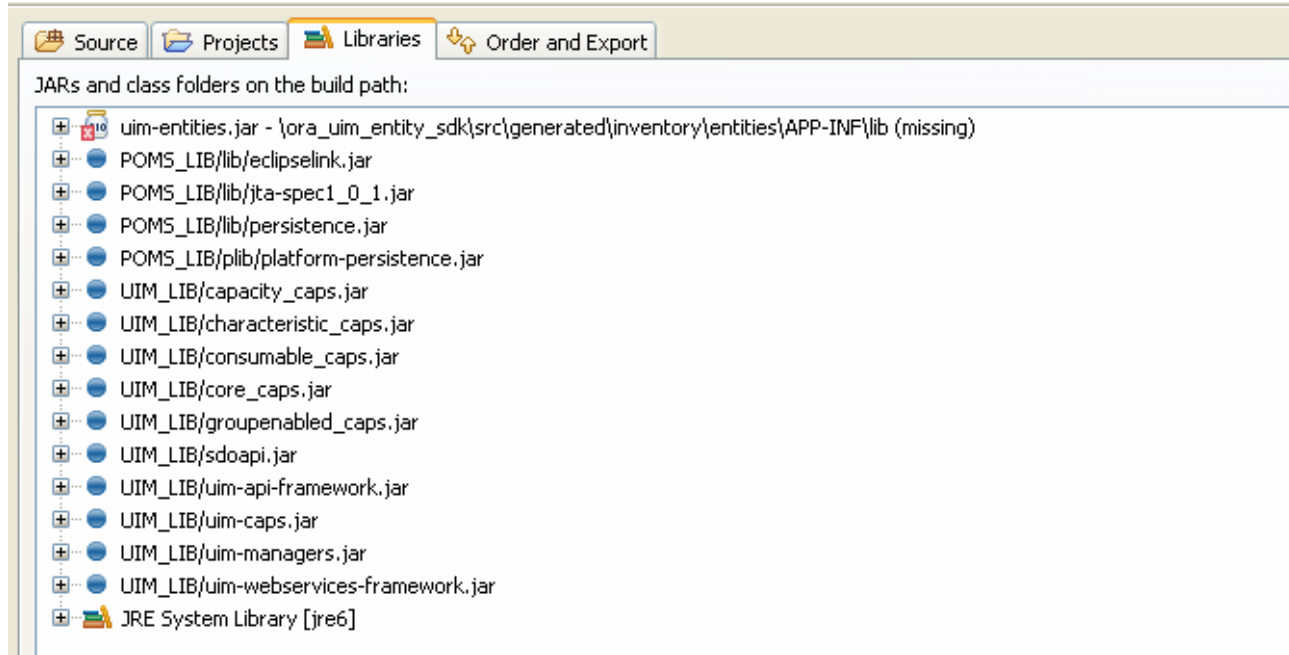 Source Projects Libraries Order and Export
JARs and class folders on the build path:
uim-entities.jar - \ora_uim_entity_sdk\src\generated\inventory\entities\APP-INF\lib (missing)
POMS_LIB/lib/eclipselink.jar
POMS_LIB/lib/jta-spec1_0_1.jar
POMS_LIB/lib/persistence.jar
POMS_LIB/plib/platform-persistence.jar
UIM_LIB/capacity_caps.jar
UIM_LIB/characteristic_caps.jar
UIM_LIB/consumable_caps.jar
UIM_LIB/core_caps.jar
UIM_LIB/groupenabled_caps.jar
UIM_LIB/sdoapi.jar
UIM_LIB/uim-api-framework.jar
UIM_LIB/uim-caps.jar
UIM_LIB/uim-managers.jar
UIM_LIB/uim-webservices-framework.jar
JRE System Library [jre6]